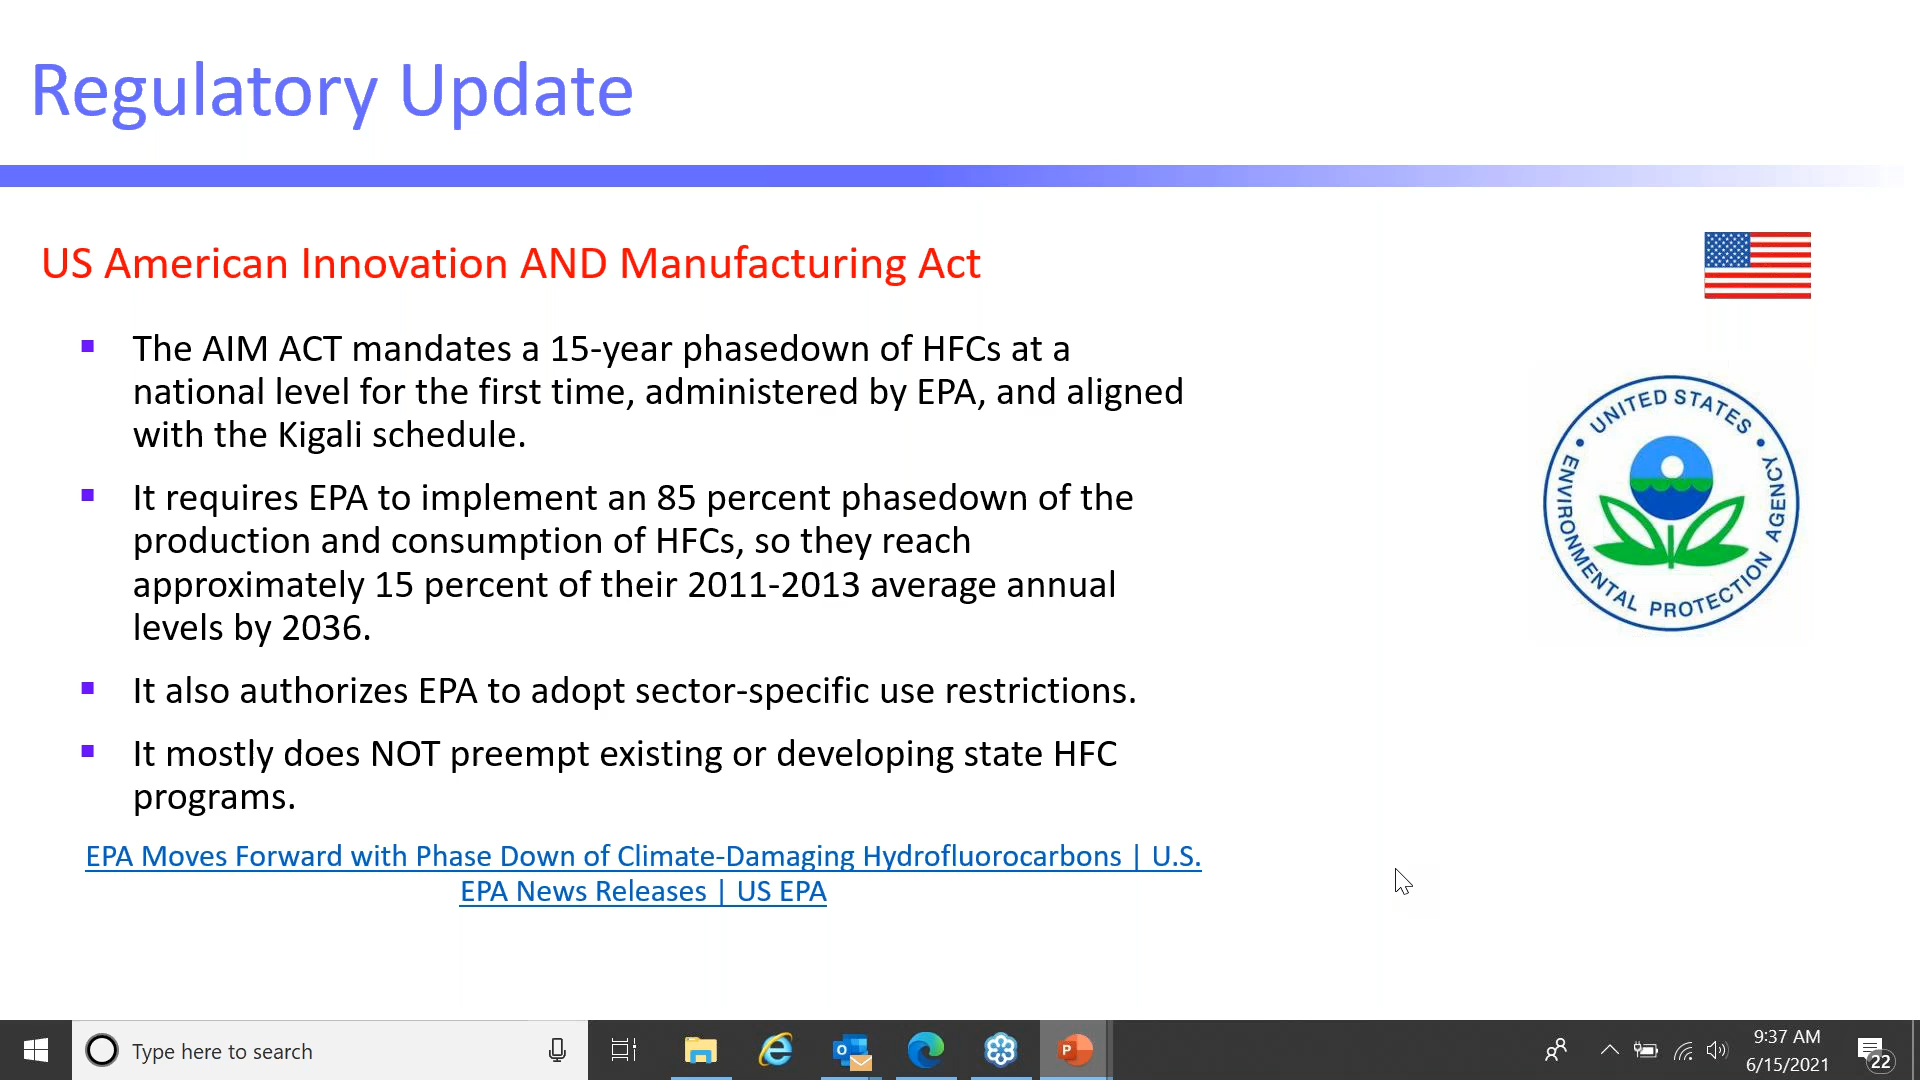 Regulatory Update
US American Innovation AND Manufacturing Act
The AIM ACT mandates a 15-year phasedown of HFCs at a
national level for the first time, administered by EPA, and aligned
with the Kigali schedule.
It requires EPA to implement an 85 percent phasedown of the
production and consumption of HFCs, so they reach
approximately 15 percent of their 2011-2013 average annual
levels by 2036.
It also authorizes EPA to adopt sector-specific use restrictions.
It mostly does NOT preempt existing or developing state HFC
programs.
EPA Moves Forward with Phase Down of Climate-Damaging Hydrofluorocarbons | U.S.
EPA News Releases | US EPA
UNITED STATES
ENVIRONMENTAL PROTECTION AGENCY
Type here to search
9:37 AM
6/15/2021
22